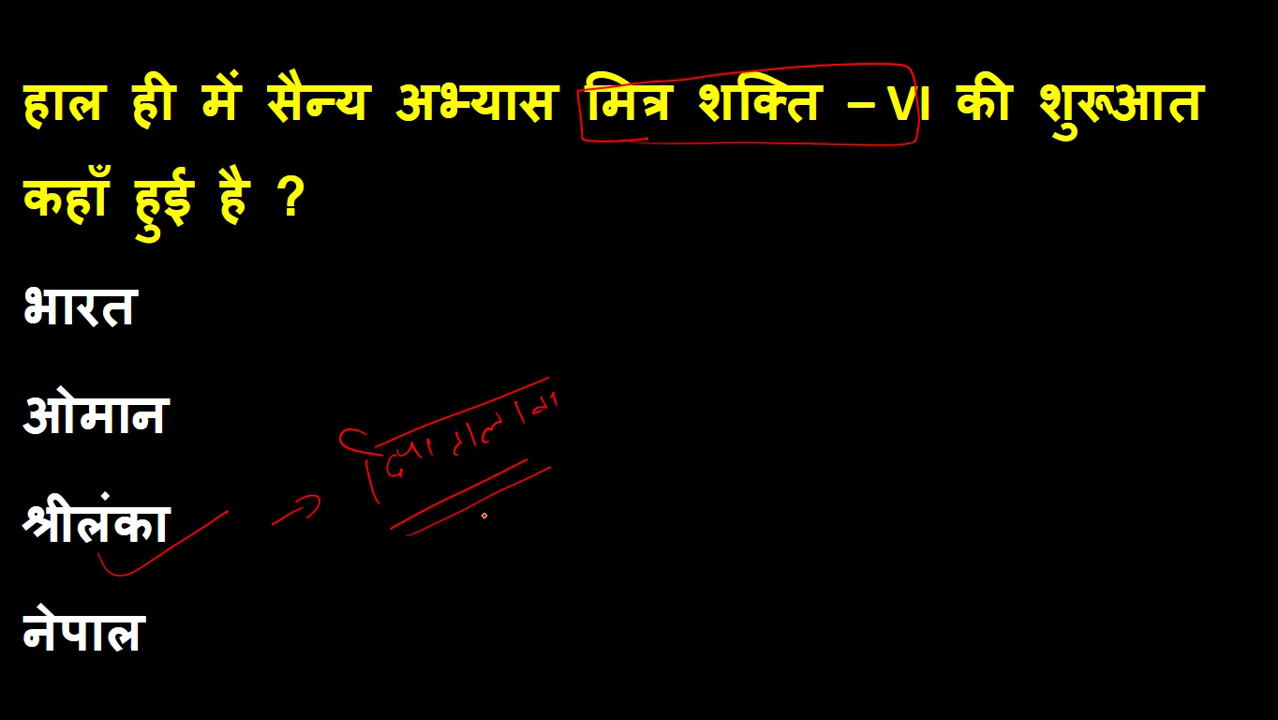 हाल ही में सैन्य अभ्यास मित्र शक्ति – VI की शुरूआत
कहाँ हुई है ?
भारत
ओमान
श्रीलंका
नेपाल